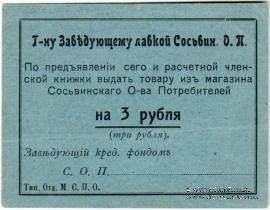 Г-ну Завѣдующему лавкой Сосьвин. О. П.
По предъявленіи сего и расчетной член-
ской книжки выдать товару изъ магазина
Сосьвинскаго О-ва Потребителей
на 3 рубля
(три рубля).
Завѣдующій кред. фондомъ
С. О. П.
Тип. Отд. М. С. П. О.